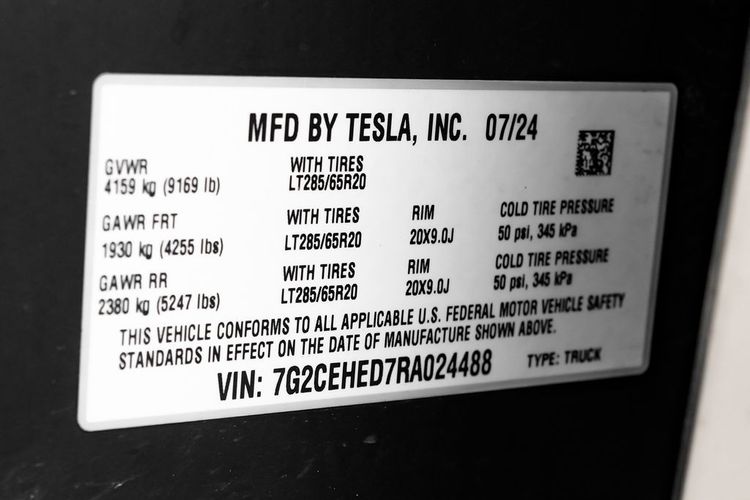 MFD BY TESLA, INC. 07/24
GVWR WITH TIRES
4159 kg (9169 lb) LT285/65R20
GAWR FRT WITH TIRES RIM COLD TIRE PRESSURE
1930 kg (4255 lbs) LT285/65R20 20X9.0J 50 psi, 345 kPa
GAWR RR WITH TIRES RIM COLD TIRE PRESSURE
2380 kg (5247 lbs) LT285/65R20 20X9.0J 50 psi, 345 kPa
THIS VEHICLE CONFORMS TO ALL APPLICABLE U.S. FEDERAL MOTOR VEHICLE SAFETY
STANDARDS IN EFFECT ON THE DATE OF MANUFACTURE SHOWN ABOVE.
VIN: 7G2CEHED7RA024488 TYPE: TRUCK